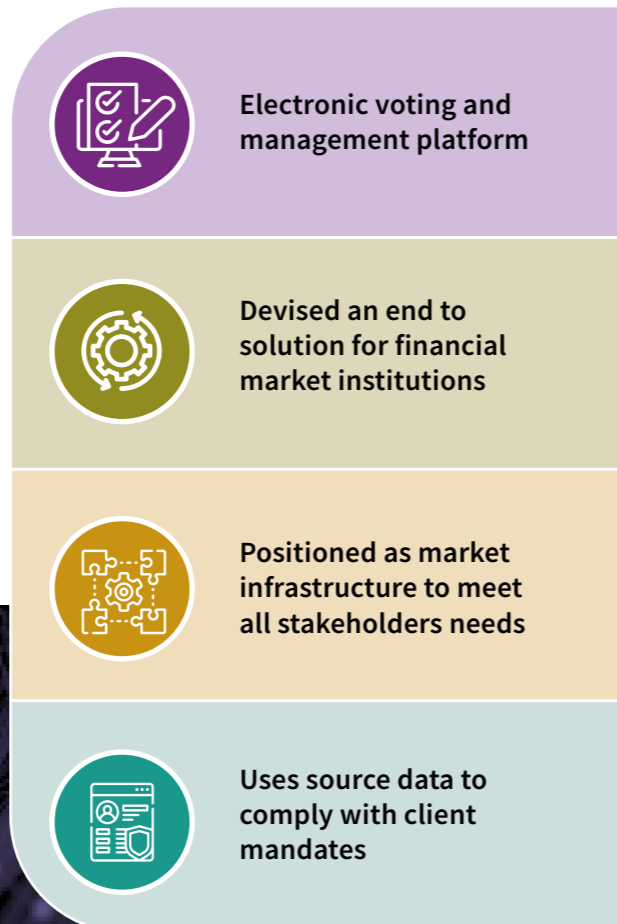 Electronic voting and
management platform
Devised an end to
solution for financial
market institutions
Positioned as market
infrastructure to meet
all stakeholders needs
Uses source data to
comply with client
mandates